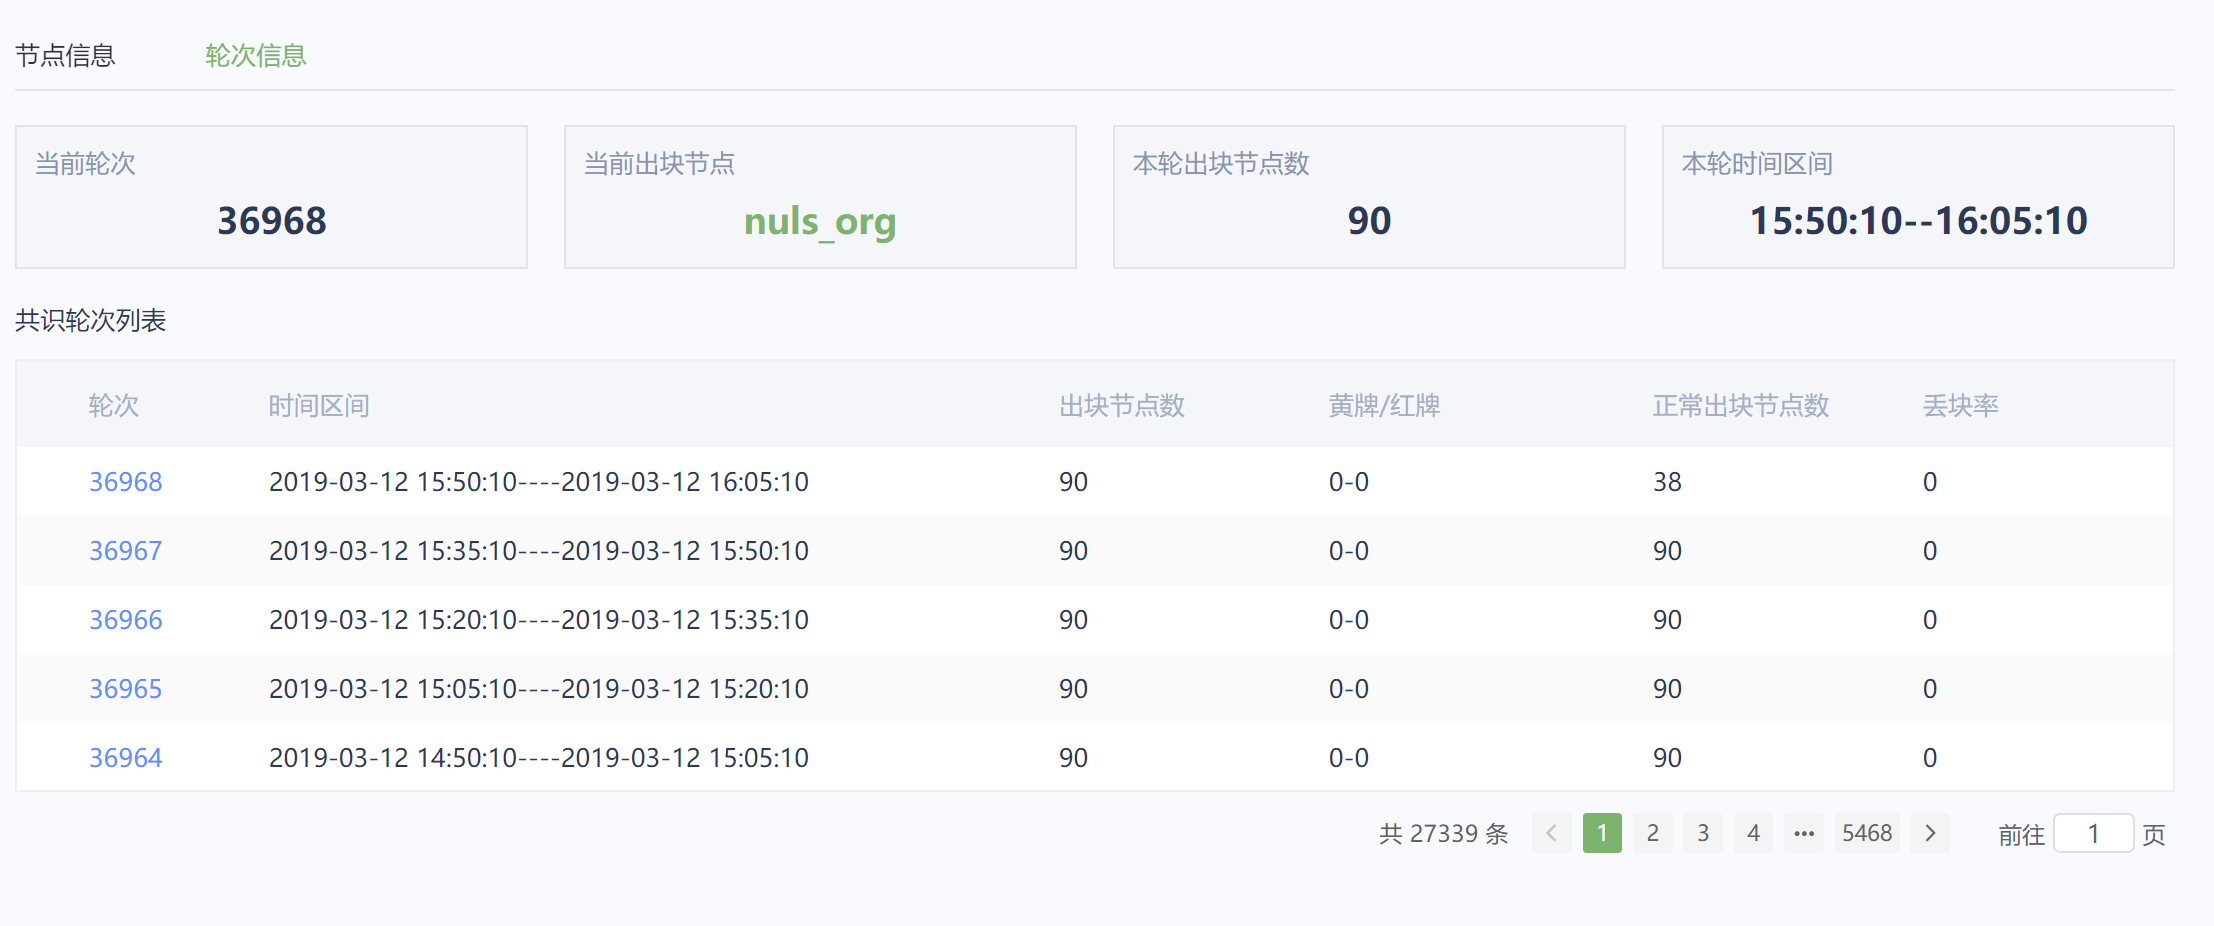 节点信息 轮次信息
当前轮次 当前出块节点 本轮出块节点数 本轮时间区间
36968 nuls_org 90 15:50:10--16:05:10
共识轮次列表
轮次 时间区间 出块节点数 黄牌/红牌 正常出块节点数 丢块率
36968 2019-03-12 15:50:10----2019-03-12 16:05:10 90 0-0 38 0
36967 2019-03-12 15:35:10----2019-03-12 15:50:10 90 0-0 90 0
36966 2019-03-12 15:20:10----2019-03-12 15:35:10 90 0-0 90 0
36965 2019-03-12 15:05:10----2019-03-12 15:20:10 90 0-0 90 0
36964 2019-03-12 14:50:10----2019-03-12 15:05:10 90 0-0 90 0
共 27339 条 < 1 2 3 4 ••• 5468 > 前往 1 页